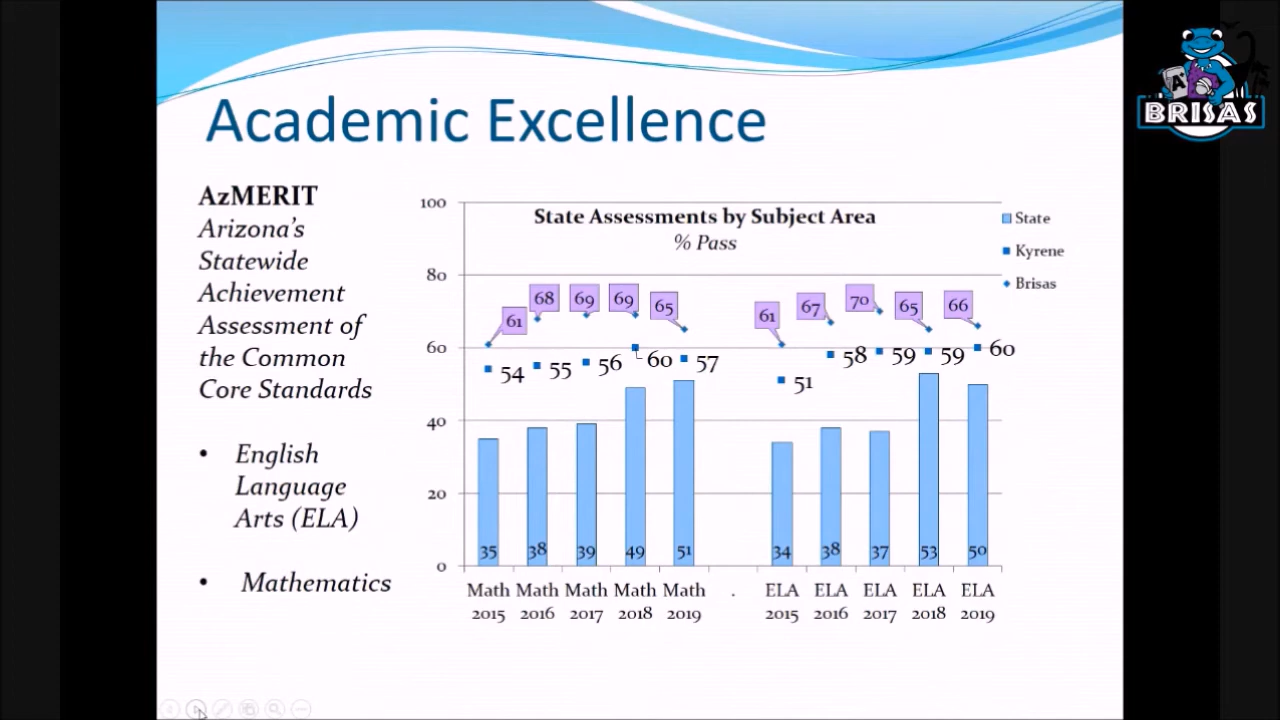 BRISAS
A+
Academic Excellence
AzMERIT
Arizona’s
Statewide
Achievement
Assessment of
the Common
Core Standards
• English
Language
Arts (ELA)
• Mathematics
State Assessments by Subject Area
% Pass
State
Kyrene
Brisas
100
80
60
40
20
0
61 68 69 69 65 61 67 70 65 66
54 55 56 60 57 51 58 59 59 60
35 38 39 49 51 34 38 37 53 50
Math Math Math Math Math . ELA ELA ELA ELA ELA
2015 2016 2017 2018 2019 2015 2016 2017 2018 2019